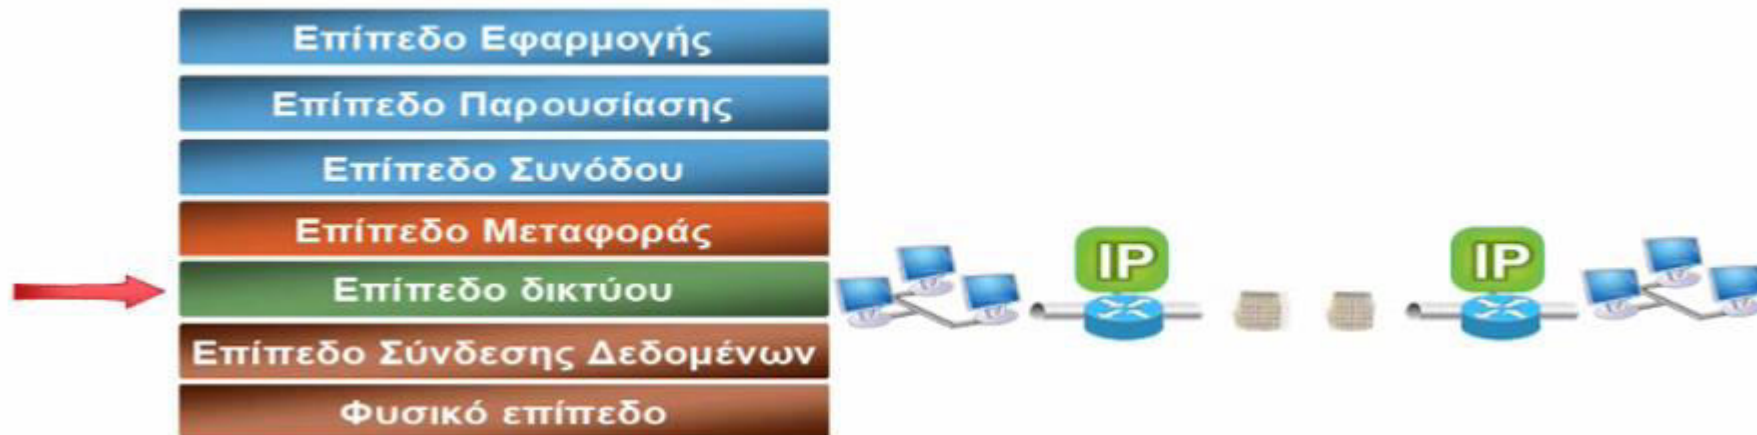 Επίπεδο Εφαρμογής
Επίπεδο Παρουσίασης
Επίπεδο Συνόδου
Επίπεδο Μεταφοράς
Επίπεδο δικτύου
IP
IP
Επίπεδο Σύνδεσης Δεδομένων
Φυσικό επίπεδο